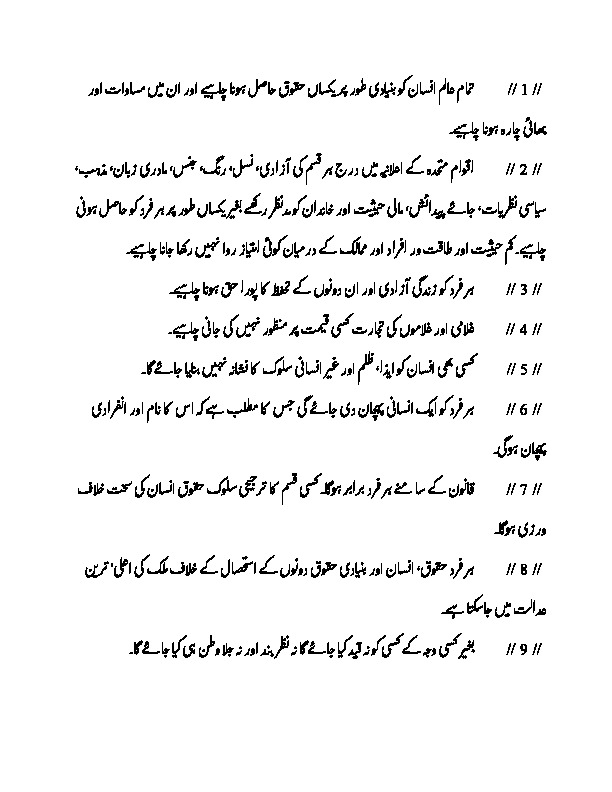 // 1 // تمام عالم انسان کو بنیادی طور پر یکساں حقوق حاصل ہونا چاہیے اور ان میں مساوات اور
بھائی چارہ ہونا چاہیے۔
// 2 // اقوام متحدہ کے اعلانیہ میں درج ہر قسم کی آزادی، نسل، رنگ، جنس، مادری زبان، مذہب،
سیاسی نظریات، جائے پیدائش، مالی حیثیت اور خاندان کو مدنظر رکھے بغیر یکساں طور پر ہر فرد کو حاصل ہونی
چاہیے۔ کم حیثیت اور طاقت ور افراد اور ممالک کے درمیان کوئی امتیاز روا نہیں رکھا جانا چاہیے۔
// 3 // ہر فرد کو زندگی آزادی اور ان دونوں کے تحفظ کا پورا حق ہونا چاہیے۔
// 4 // غلامی اور غلاموں کی تجارت کسی قیمت پر منظور نہیں کی جانی چاہیے۔
// 5 // کسی بھی انسان کو ایذا، ظلم اور غیر انسانی سلوک کا نشانہ نہیں بنایا جائے گا۔
// 6 // ہر فرد کو ایک انسانی پہچان دی جائے گی جس کا مطلب ہے کہ اس کا نام اور انفرادی
پہچان ہوگی۔
// 7 // قانون کے سامنے ہر فرد برابر ہوگا۔ کسی قسم کا ترجیحی سلوک حقوق انسان کی سخت خلاف
ورزی ہوگا۔
// 8 // ہر فرد حقوق، انسان اور بنیادی حقوق دونوں کے استحصال کے خلاف ملک کی اعلیٰ ترین
عدالت میں جاسکتا ہے۔
// 9 // بغیر کسی وجہ کے کسی کو نہ قید کیا جائے گا نہ نظر بند اور نہ جلا وطن ہی کیا جائے گا۔